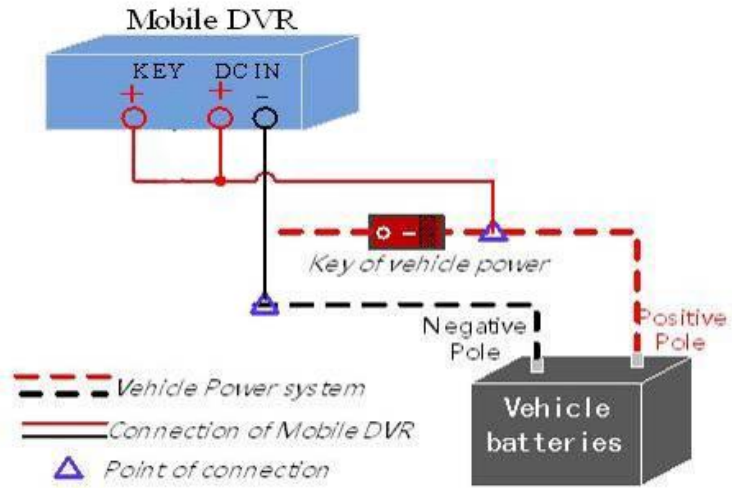 Mobile DVR
KEY DC IN
+ + −
Key of vehicle power
Negative
Pole
Positive
Pole
Vehicle
batteries
Vehicle Power system
Connection of Mobile DVR
Point of connection